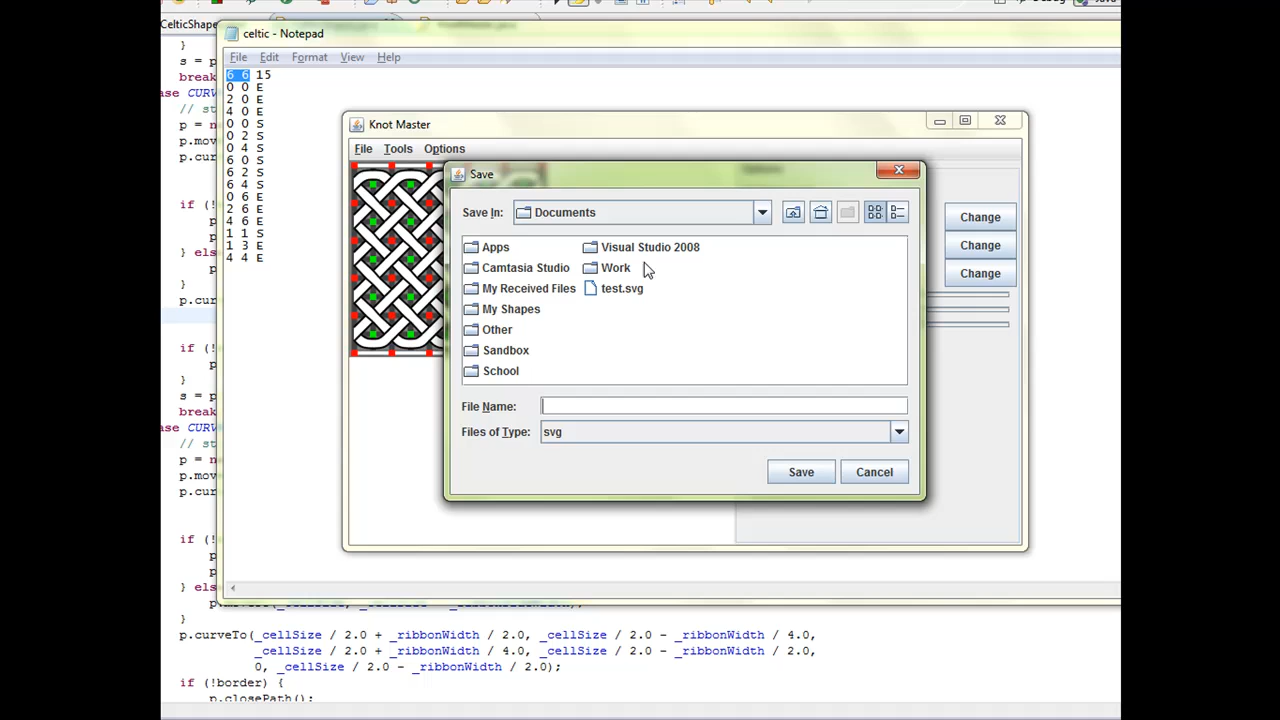 CelticShape
celtic - Notepad
File Edit Format View Help
6 6 15
0 0 E
2 0 E
4 0 E
0 0 S
0 2 S
0 4 S
6 0 S
6 2 S
6 4 S
0 6 E
2 6 E
4 6 E
1 1 S
1 3 E
4 4 E
}
s = p
break
ase CURV
// st
p = n
p.mov
p.cur
if (!
p
} els
p
p
p.cur
if (!
p
}
s = p
break
ase CURV
// st
p = n
p.mov
p.cur
if (!
p
p
} els
Knot Master
File Tools Options
Change
Change
Change
Save
Save In: Documents
Apps
Camtasia Studio
My Received Files
My Shapes
Other
Sandbox
School
Visual Studio 2008
Work
test.svg
File Name:
Files of Type: svg
Save Cancel
}
p.curveTo(_cellSize / 2.0 + _ribbonWidth / 2.0, _cellSize / 2.0 - _ribbonWidth / 4.0,
_cellSize / 2.0 + _ribbonWidth / 4.0, _cellSize / 2.0 - _ribbonWidth / 2.0,
0, _cellSize / 2.0 - _ribbonWidth / 2.0);
if (!border) {
p.closePath();